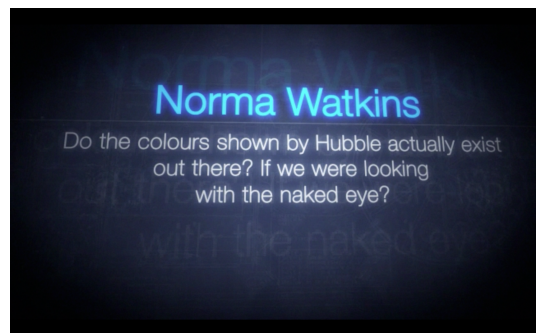 Norma Watkins
Do the colours shown by Hubble actually exist
out there? If we were looking
with the naked eye?